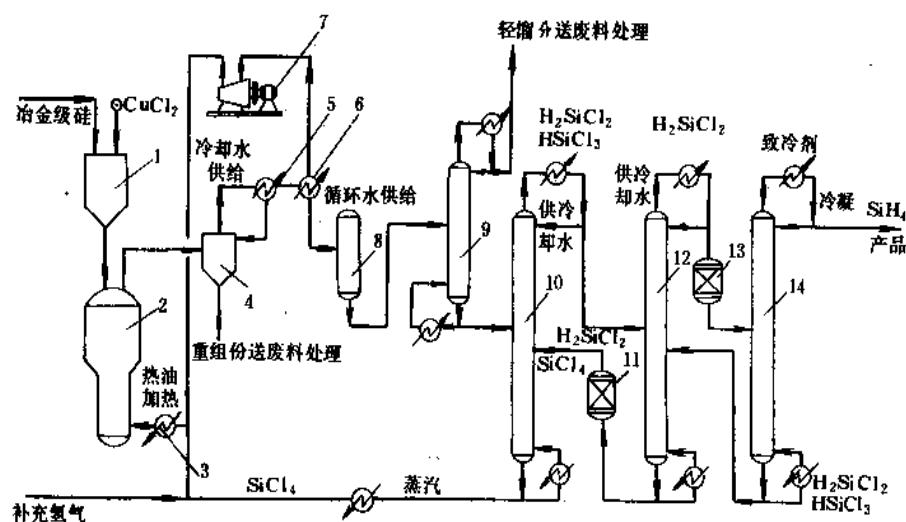 轻馏分送废料处理
7
冶金级硅
CuCl₂
1
冷却水
供给
5
6
H₂SiCl₂
HSiCl₃
H₂SiCl₂
致冷剂
循环水供给
供冷
却水
供冷
却水
冷凝
SiH₄
产品
8
9
4
2
10
12
13
14
重组份送废料处理
H₂SiCl₂
SiCl₄
11
热油
加热
3
SiCl₄
蒸汽
H₂SiCl₂
HSiCl₃
补充氢气